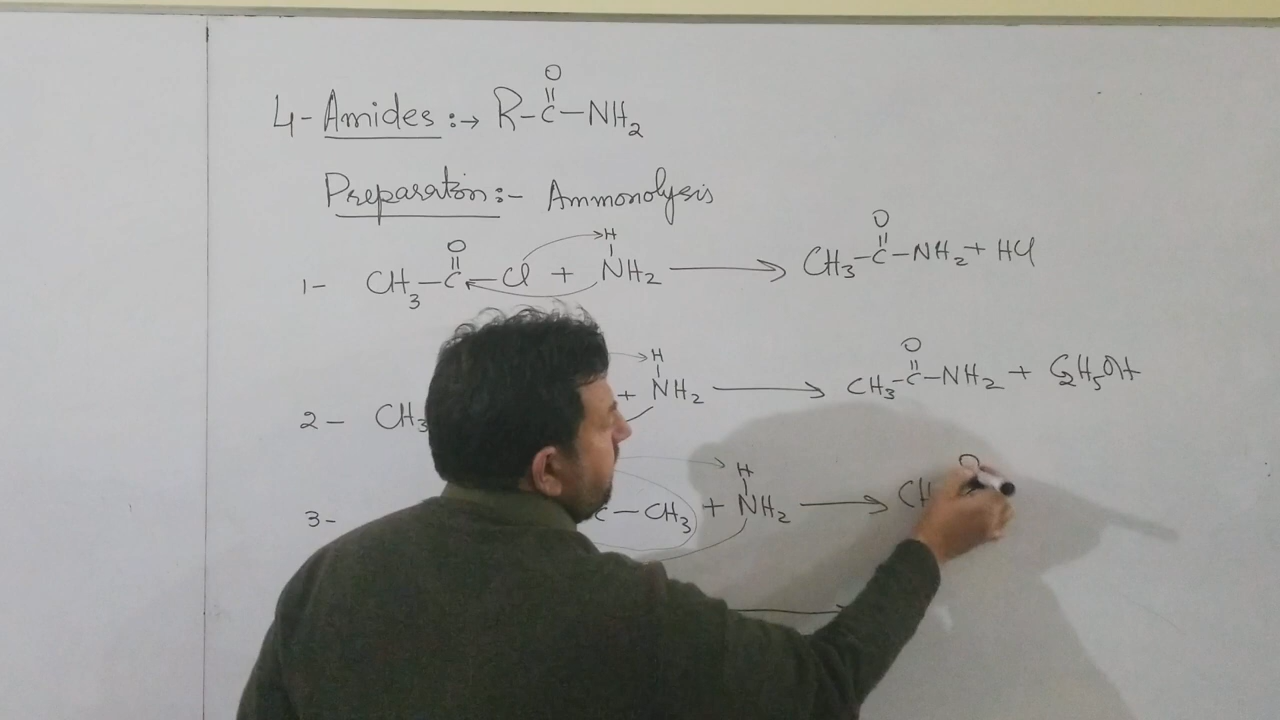 4- Amides :→ R-C-NH2
O
Preparation:- Ammonolysis
O H O
1- CH3-C-Cl + NH2 → CH3-C-NH2 + HCl
H O
2- CH3 + NH2 → CH3-C-NH2 + C2H5OH
H O
3- C-CH3 + NH2 → CH